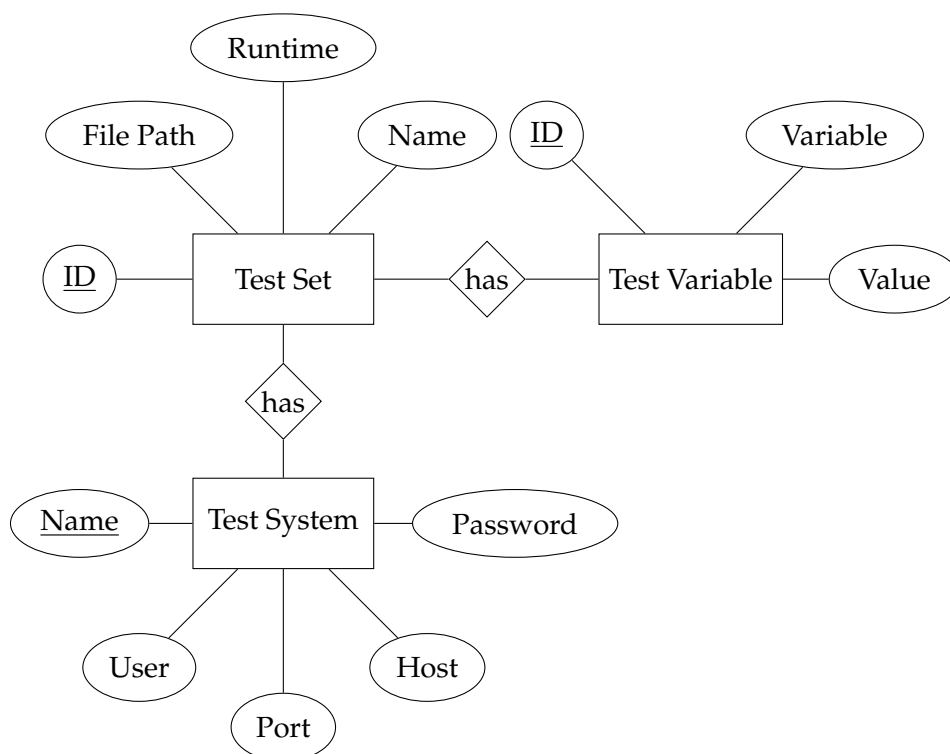 Runtime
File Path
Name
ID
Variable
ID
Test Set
has
Test Variable
Value
has
Name
Test System
Password
User
Host
Port